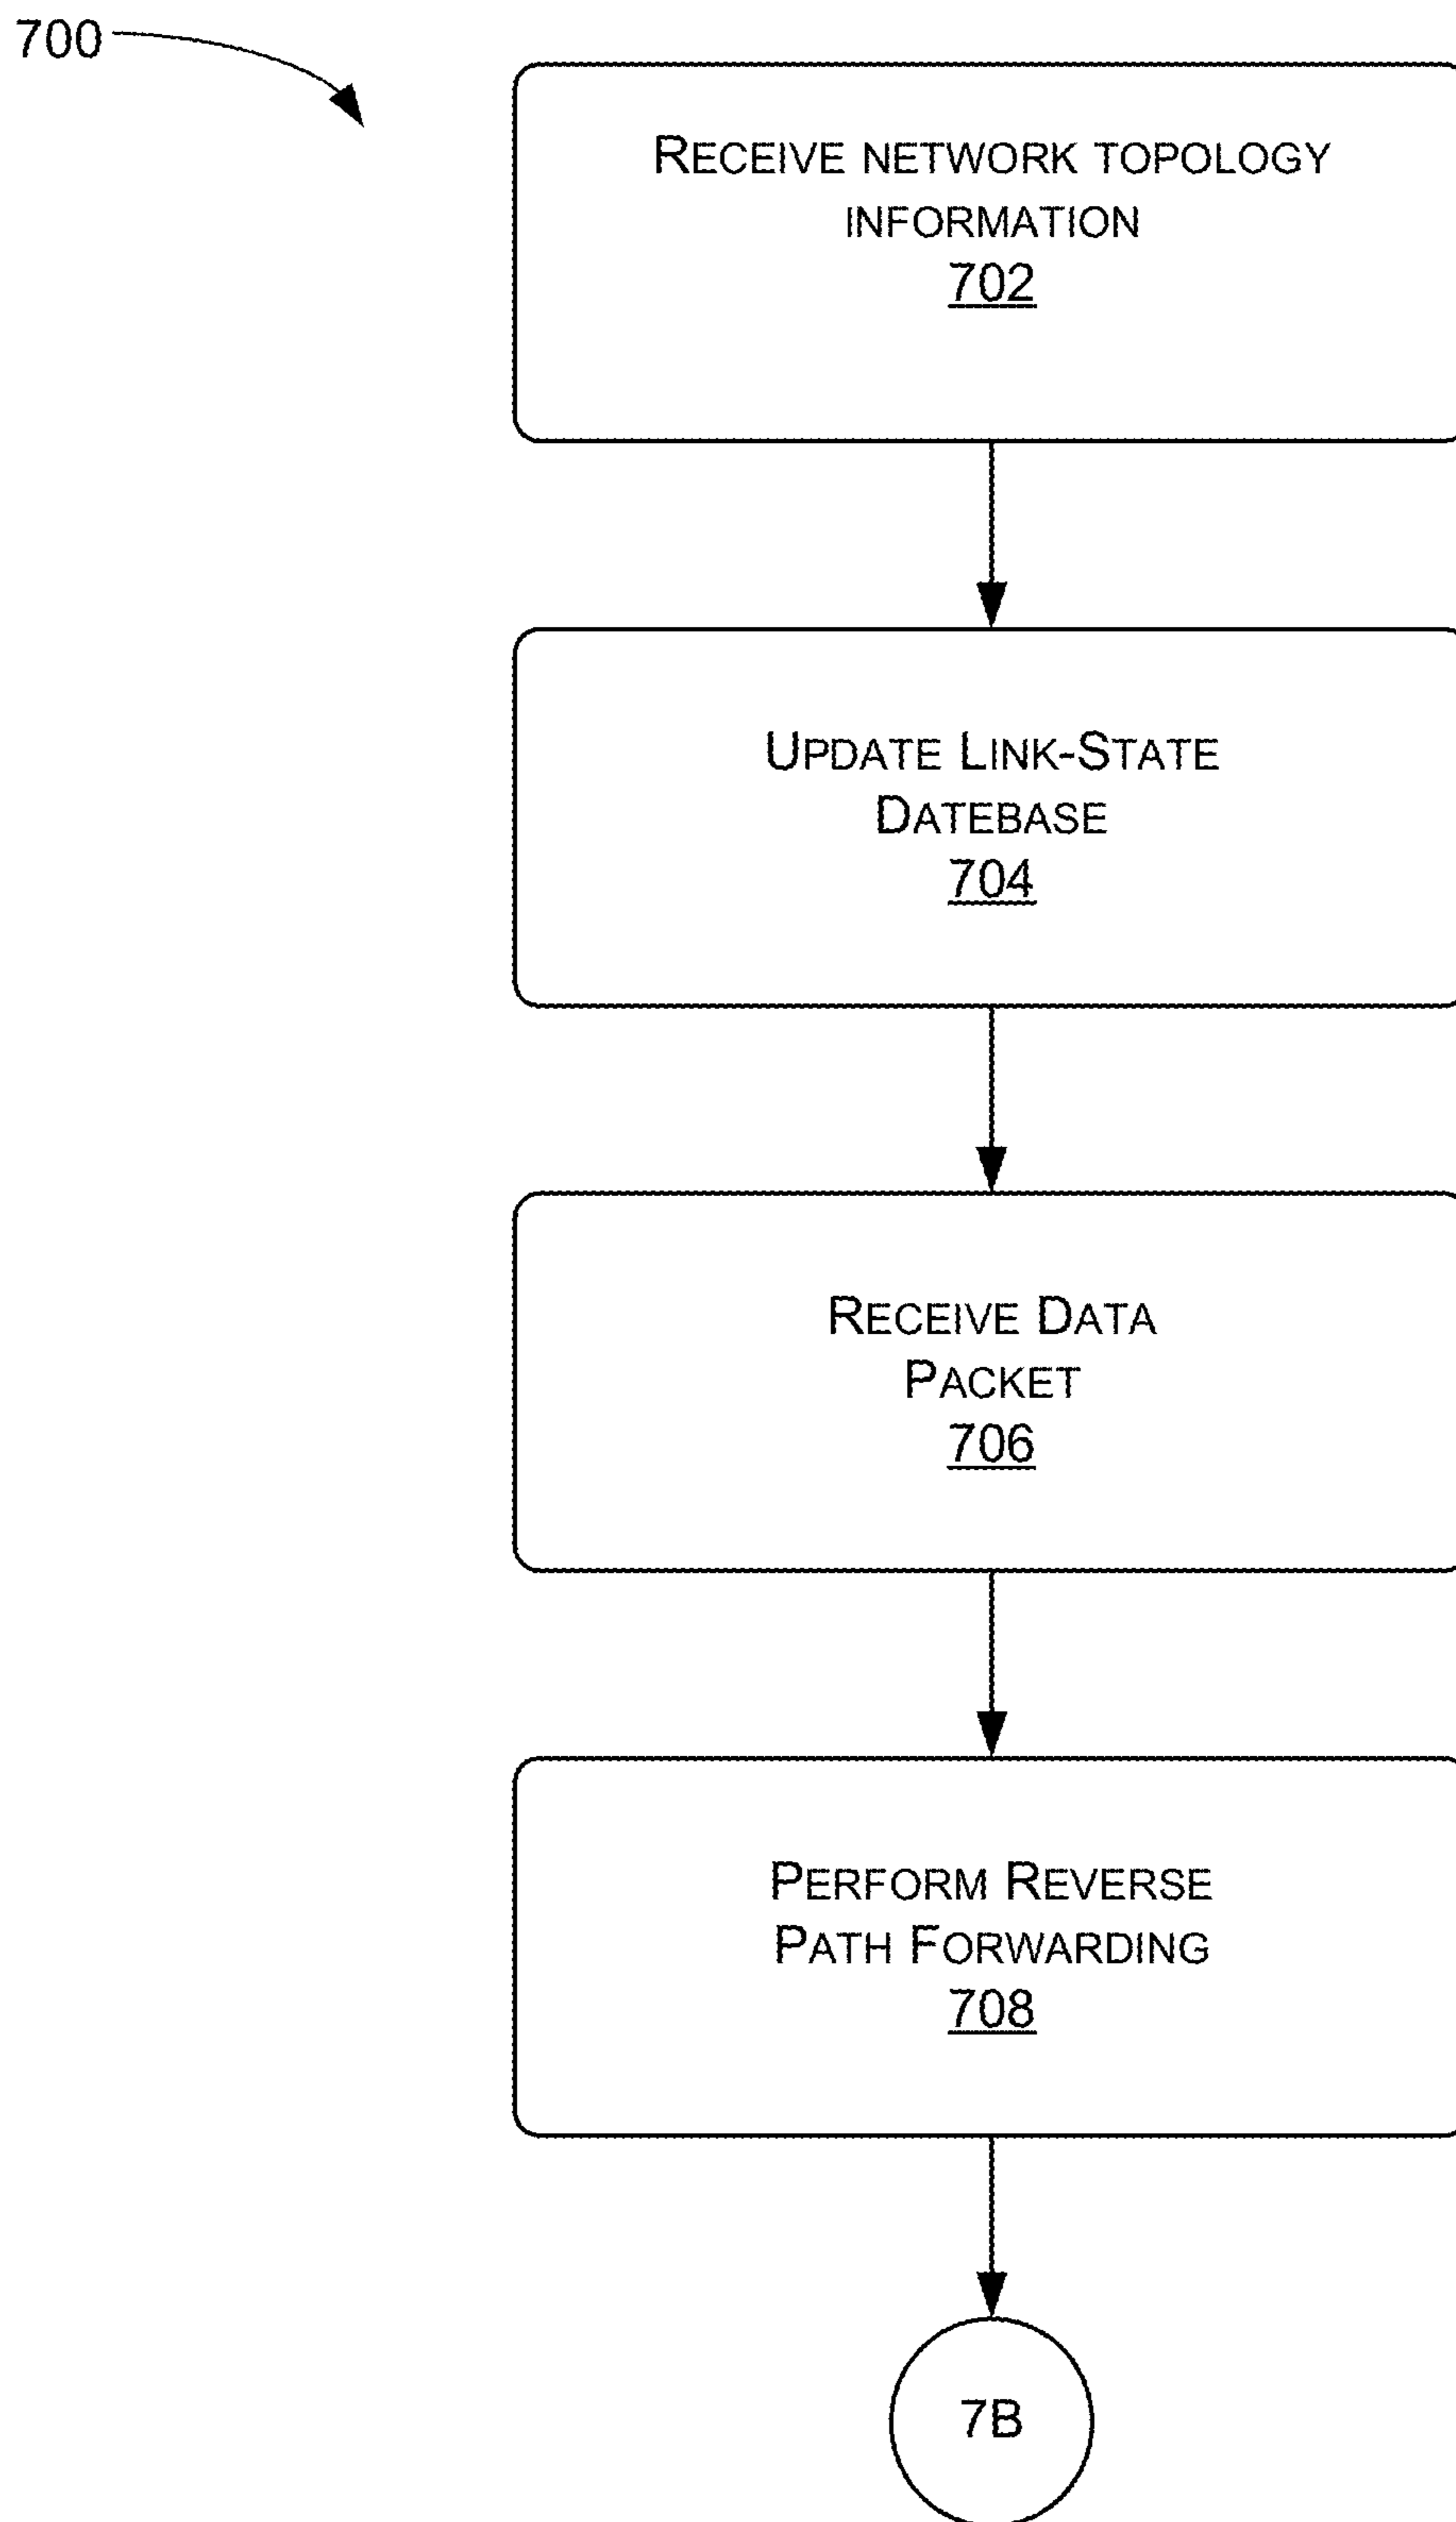 700
RECEIVE NETWORK TOPOLOGY
INFORMATION
702
UPDATE LINK-STATE
DATEBASE
704
RECEIVE DATA
PACKET
706
PERFORM REVERSE
PATH FORWARDING
708
7B